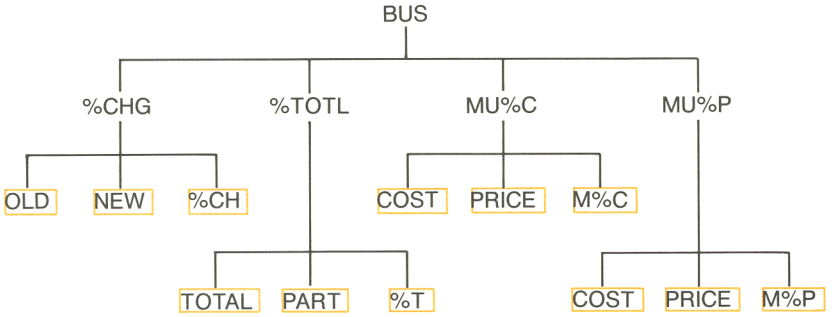 BUS
%CHG %TOTL MU%C MU%P
OLD NEW %CH COST PRICE M%C
TOTAL PART %T COST PRICE M%P